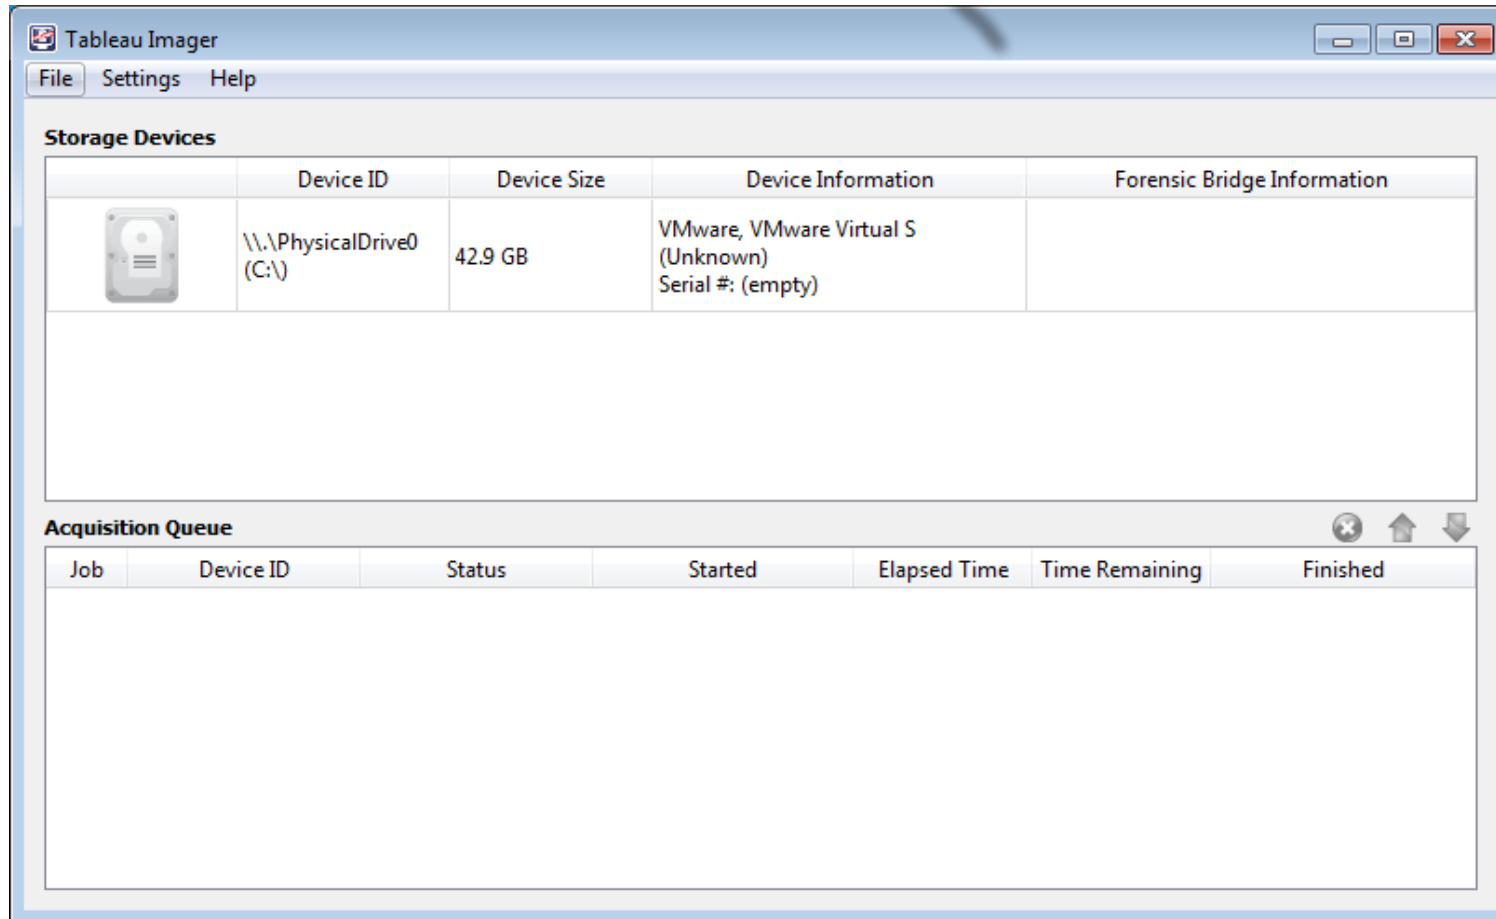 Tableau Imager
File Settings Help
Storage Devices
Device ID Device Size Device Information Forensic Bridge Information
\\.\PhysicalDrive0
(C:\)
42.9 GB
VMware, VMware Virtual S
(Unknown)
Serial #: (empty)
Acquisition Queue
Job Device ID Status Started Elapsed Time Time Remaining Finished